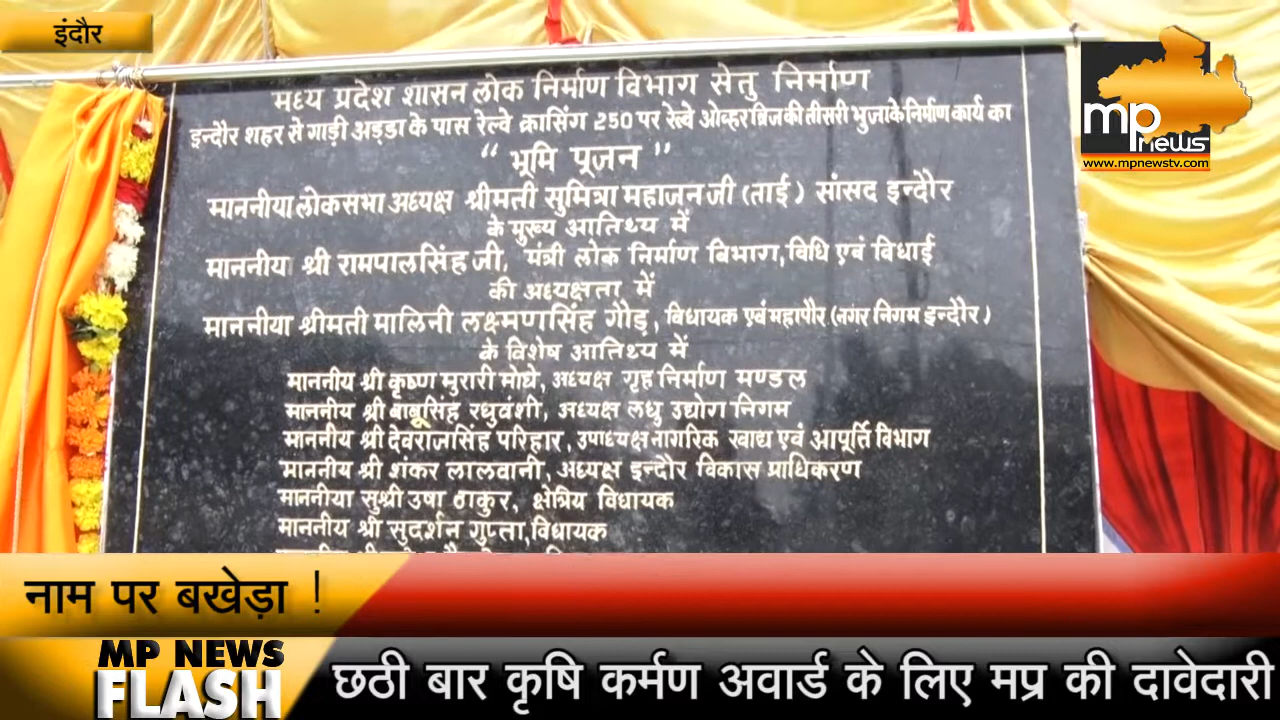 इंदौर
मध्य प्रदेश शासन लोक निर्माण विभाग सेतु निर्माण
इन्दौर शहर से गाड़ी अड्डा के पास रेल्वे क्रासिंग 250 पर रेल्वे ओव्हर ब्रिज की तीसरी भुजा के निर्माण कार्य का
“ भूमि पूजन ”
माननीया लोकसभा अध्यक्ष श्रीमती सुमित्रा महाजन जी (ताई) सांसद इन्दौर
के मुख्य आतिथ्य में
माननीय श्री रामपालसिंह जी, मंत्री लोक निर्माण विभाग, विधि एवं विधाई
की अध्यक्षता में
माननीया श्रीमती मालिनी लक्ष्मणसिंह गौड़, विधायक एवं महापौर (नगर निगम इन्दौर)
के विशेष आतिथ्य में
माननीय श्री कृष्ण मुरारी मोघे, अध्यक्ष गृह निर्माण मण्डल
माननीय श्री बाबूसिंह रघुवंशी, अध्यक्ष लघु उद्योग निगम
माननीय श्री देवराजसिंह परिहार, उपाध्यक्ष नागरिक खाद्य एवं आपूर्ति विभाग
माननीय श्री शंकर लालवानी, अध्यक्ष इन्दौर विकास प्राधिकरण
माननीया सुश्री उषा ठाकुर, क्षेत्रिय विधायक
माननीय श्री सुदर्शन गुप्ता, विधायक
mp news
www.mpnewstv.com
नाम पर बखेड़ा !
MP NEWS
FLASH
छठी बार कृषि कर्मण अवार्ड के लिए मप्र की दावेदारी